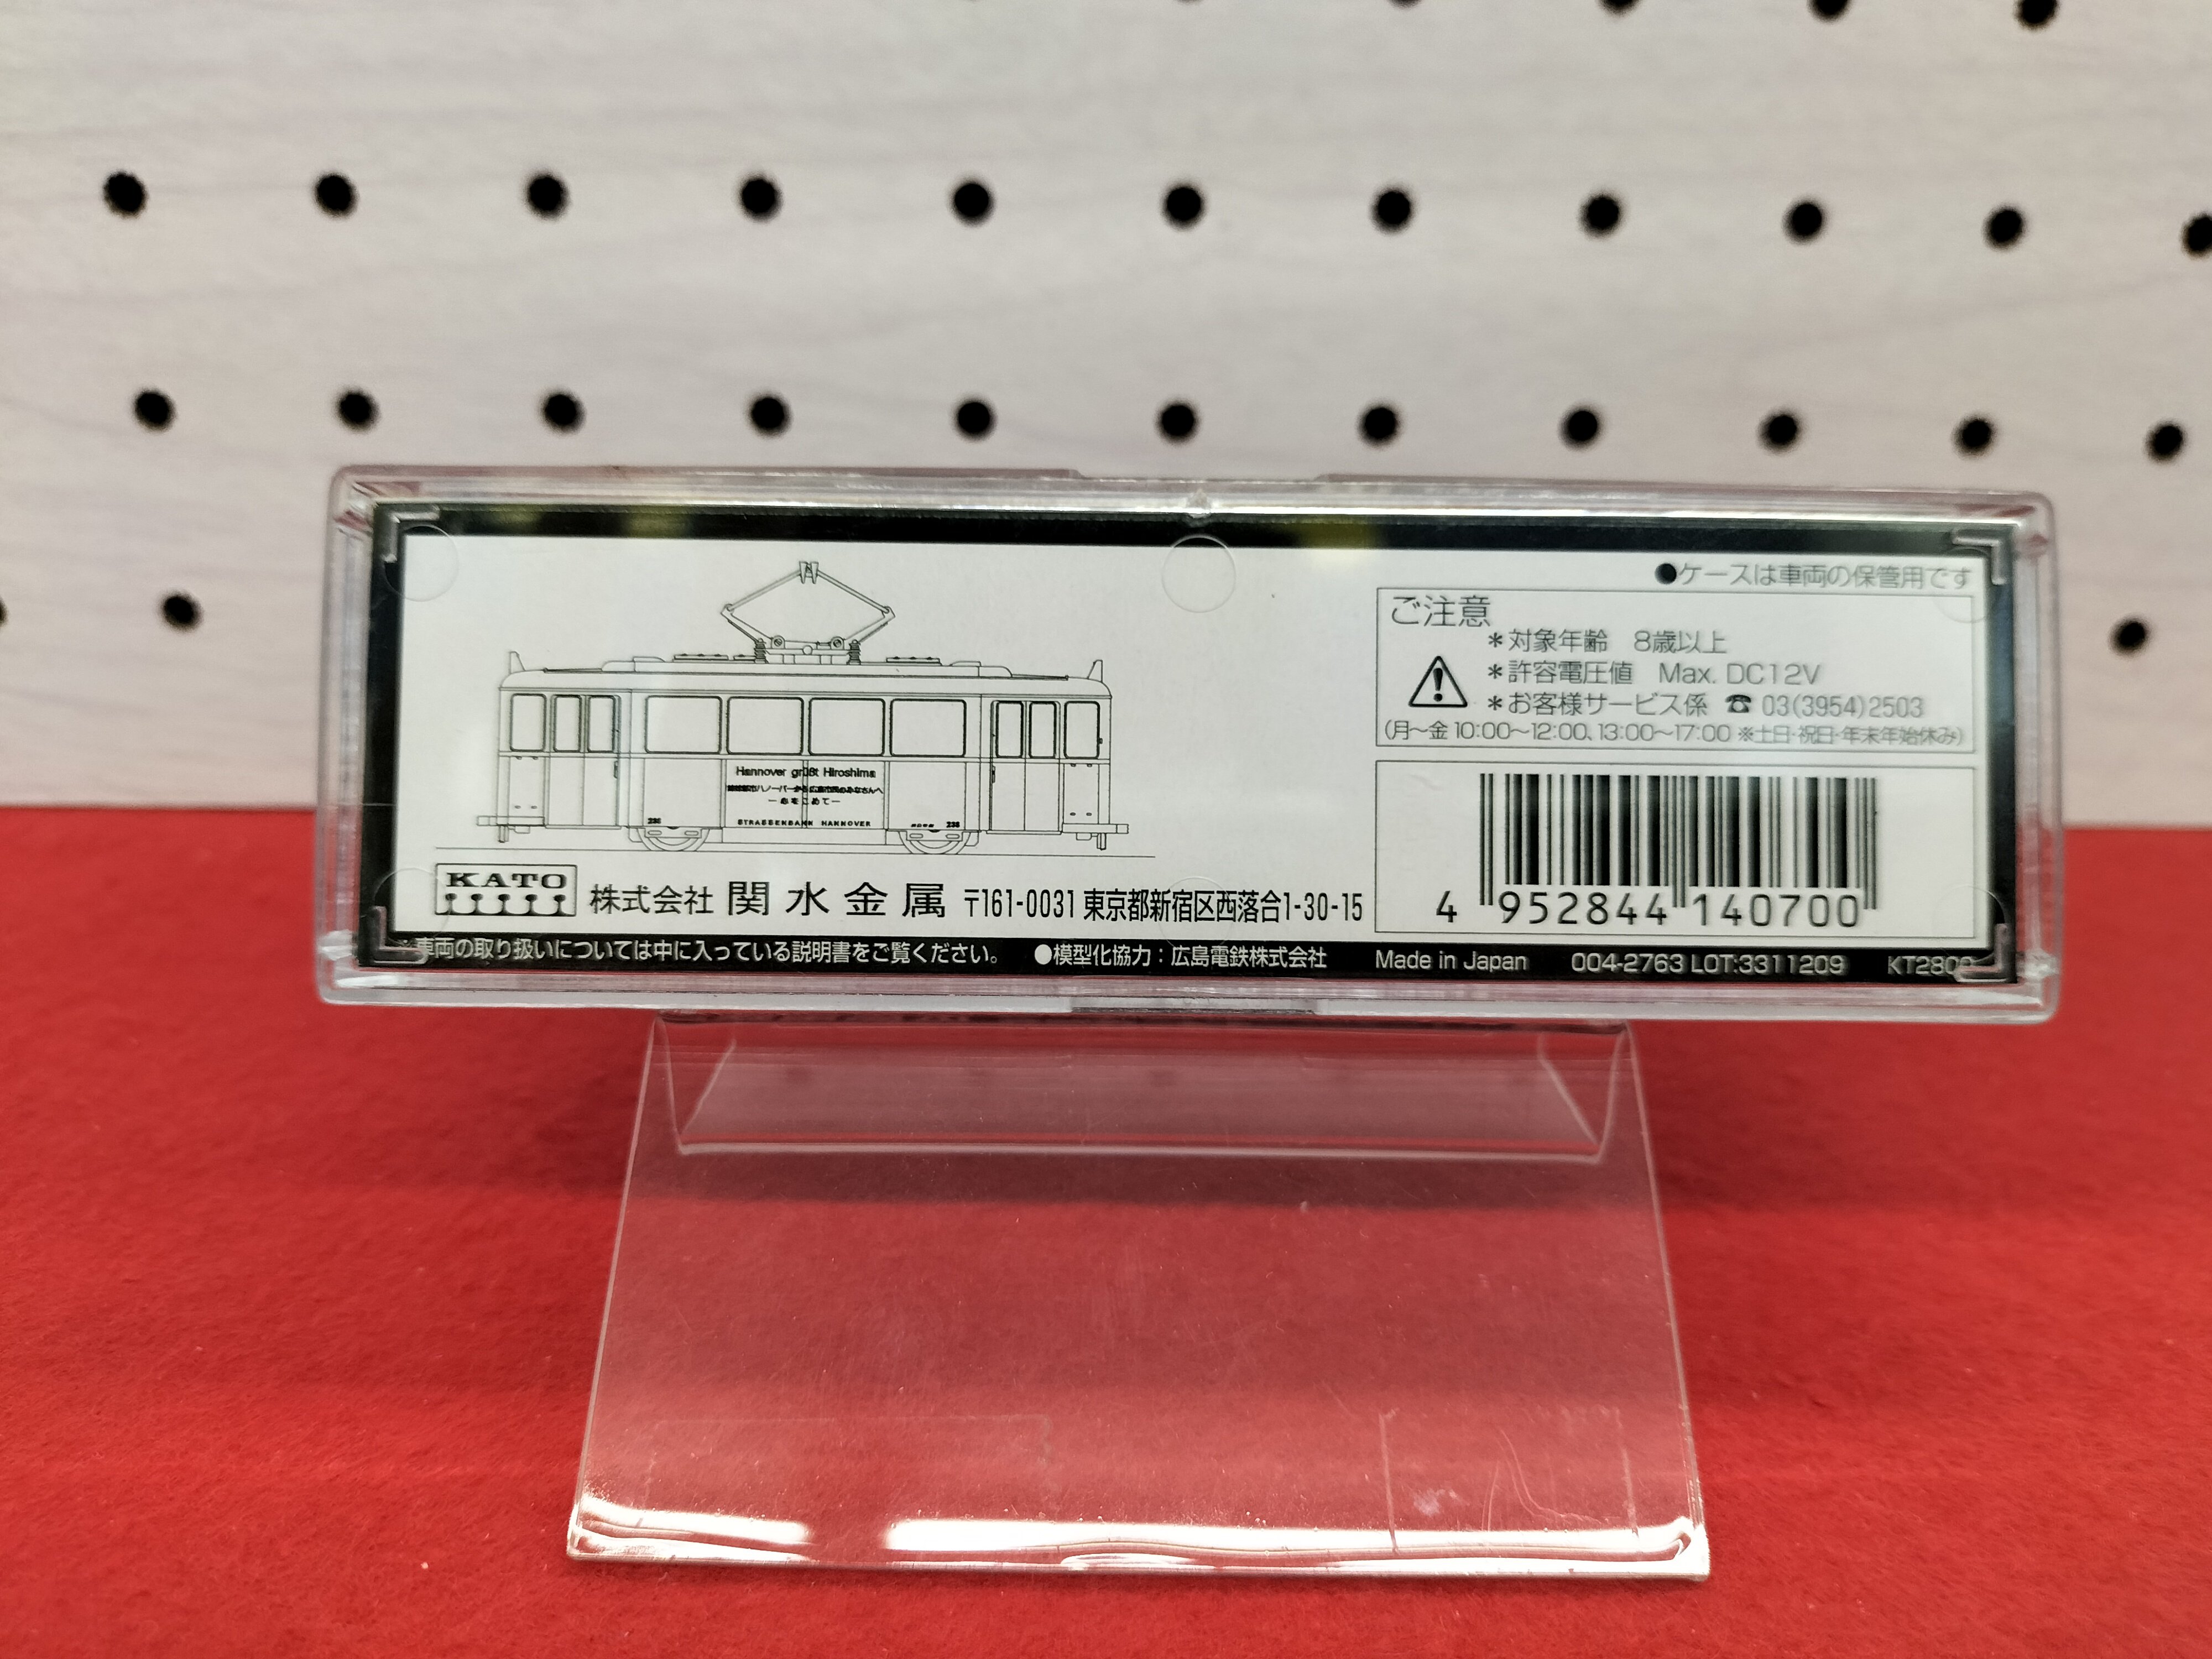 ●ケースは車両の保管用です
ご注意
＊対象年齢　8歳以上
＊許容電圧値　Max. DC12V
＊お客様サービス係 ☎ 03(3954)2503
(月～金 10:00～12:00、13:00～17:00 ※土日・祝日・年末年始休み)
Hannover grüßt Hiroshima
―心をこめて―
238
STRASSENBAHN HANNOVER
238
KATO
株式会社 関水金属 〒161-0031 東京都新宿区西落合1-30-15
4 952844 140700
※車両の取り扱いについては中に入っている説明書をご覧ください。 ●模型化協力：広島電鉄株式会社 Made in Japan 004-2763 LOT:3311209